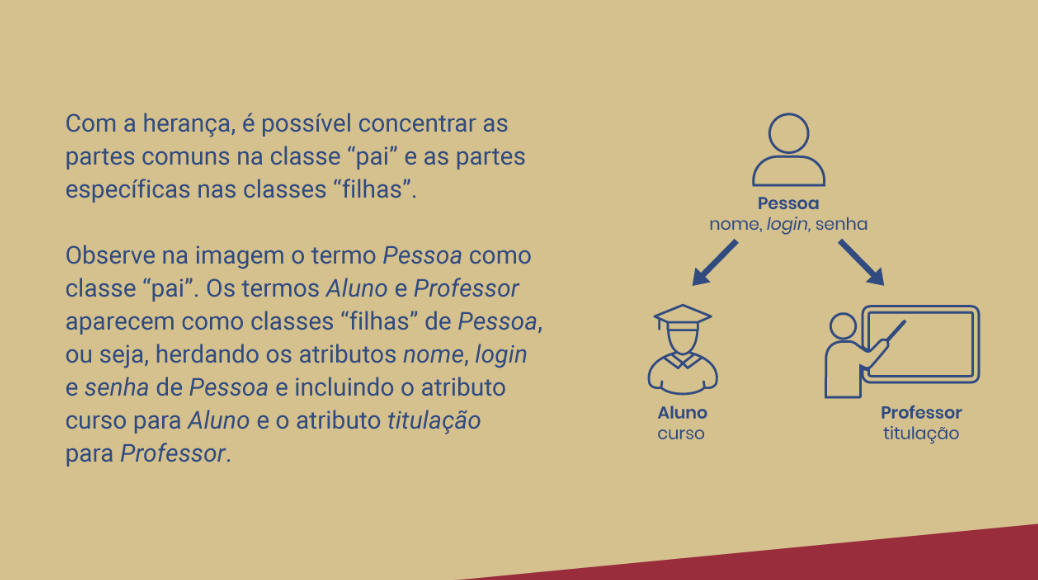 Com a herança, é possível concentrar as
partes comuns na classe “pai” e as partes
específicas nas classes “filhas”.
Observe na imagem o termo Pessoa como
classe “pai”. Os termos Aluno e Professor
aparecem como classes “filhas” de Pessoa,
ou seja, herdando os atributos nome, login
e senha de Pessoa e incluindo o atributo
curso para Aluno e o atributo titulação
para Professor.
Pessoa
nome, login, senha
Aluno
curso
Professor
titulação